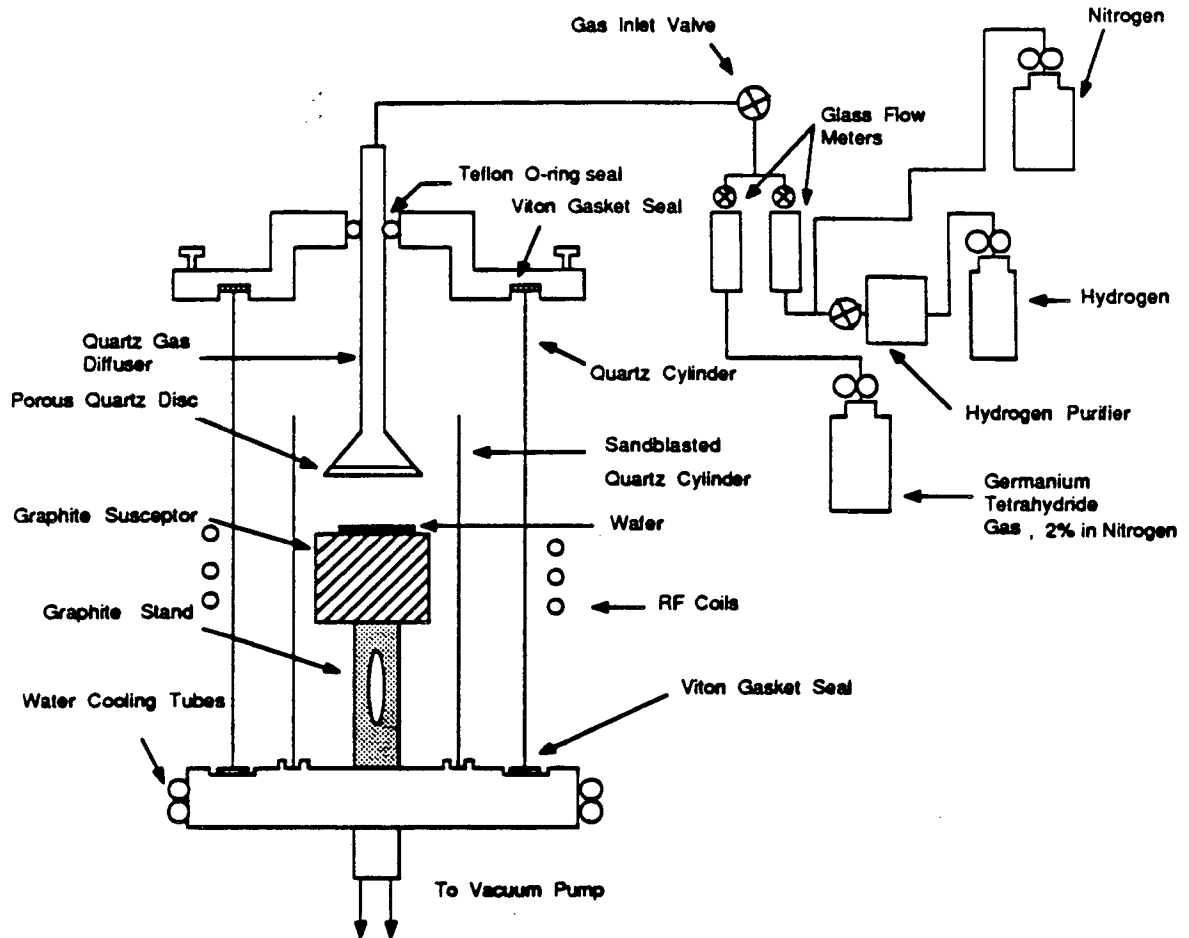 Nitrogen
Gas Inlet Valve
Glass Flow
Meters
Teflon O-ring seal
Viton Gasket Seal
Hydrogen
Quartz Gas
Diffuser
Quartz Cylinder
Porous Quartz Disc
Hydrogen Purifier
Sandblasted
Quartz Cylinder
Germanium
Tetrahydride
Gas , 2% in Nitrogen
Graphite Susceptor
Wafer
Graphite Stand
RF Coils
Water Cooling Tubes
Viton Gasket Seal
To Vacuum Pump